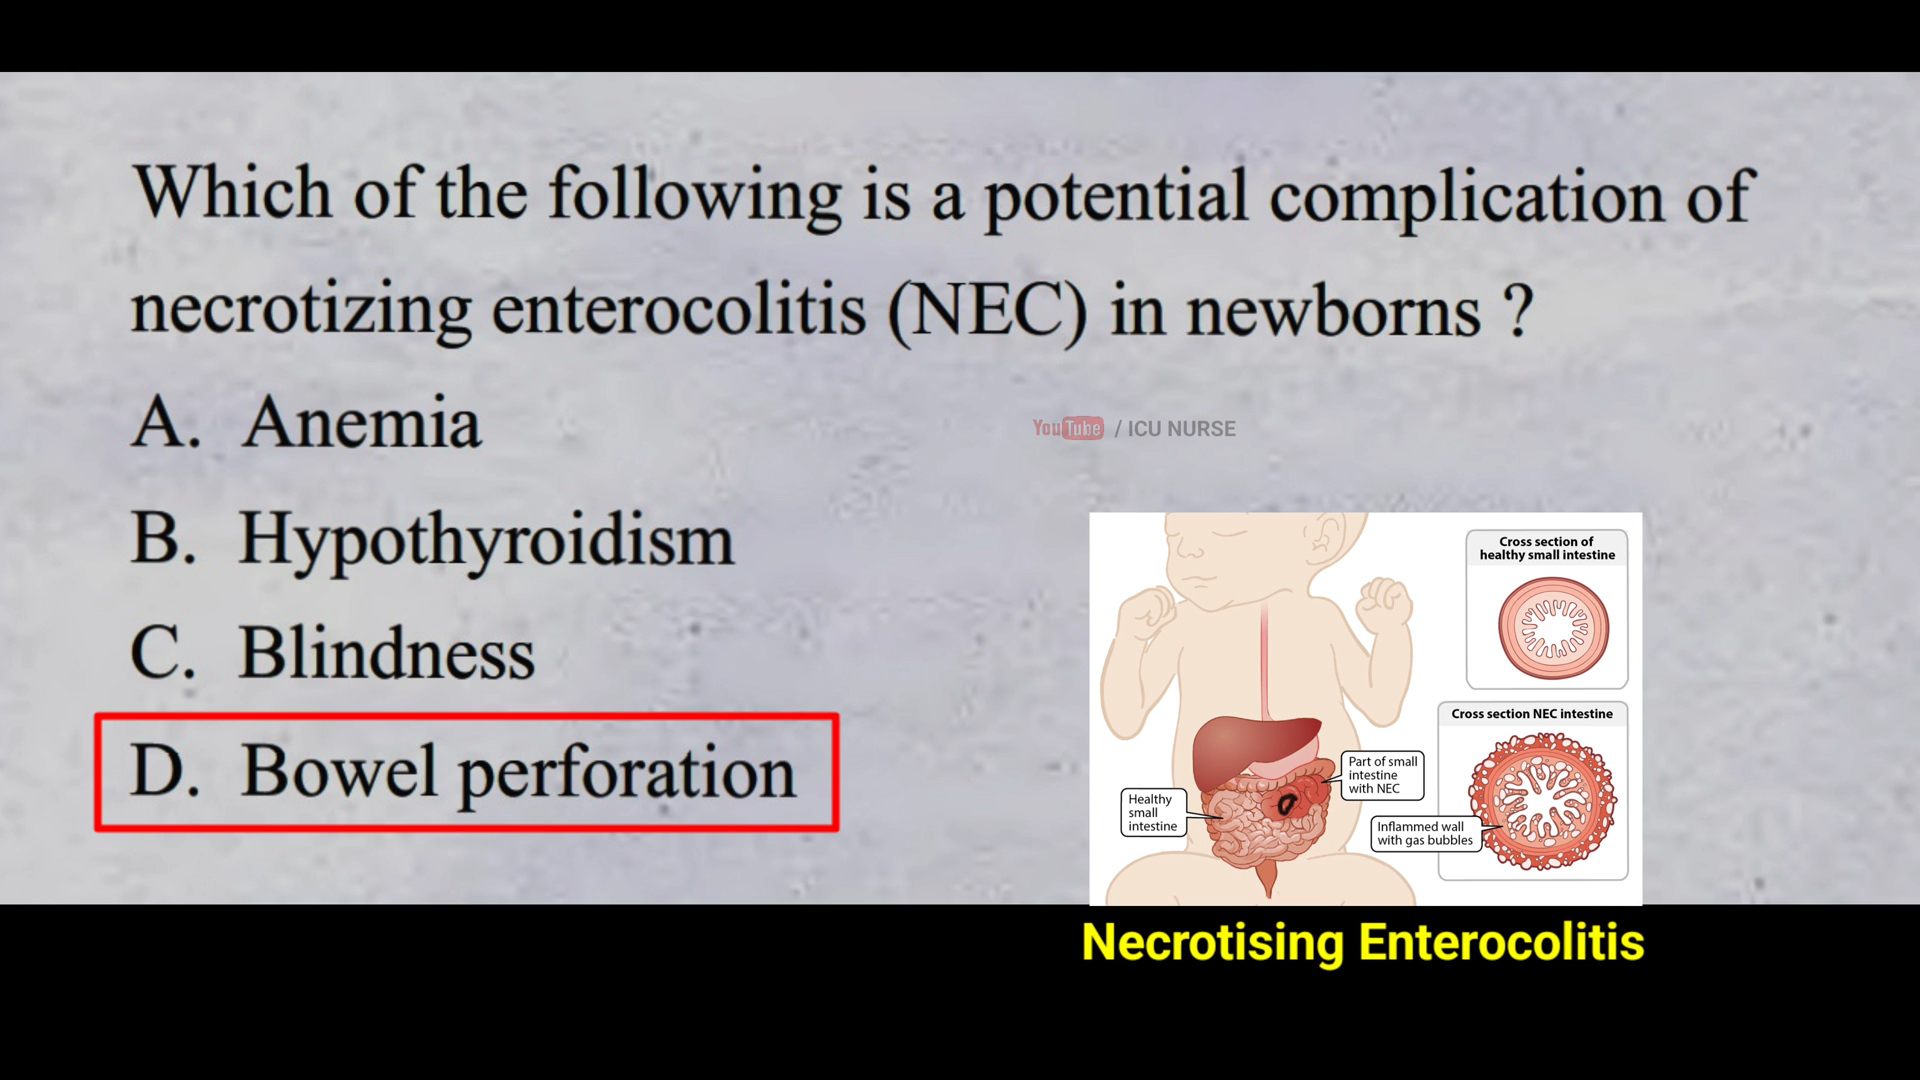 Which of the following is a potential complication of
necrotizing enterocolitis (NEC) in newborns ?
A. Anemia
B. Hypothyroidism
C. Blindness
D. Bowel perforation
YouTube / ICU NURSE
Cross section of
healthy small intestine
Cross section NEC intestine
Part of small
intestine
with NEC
Healthy
small
intestine
Inflammed wall
with gas bubbles
Necrotising Enterocolitis